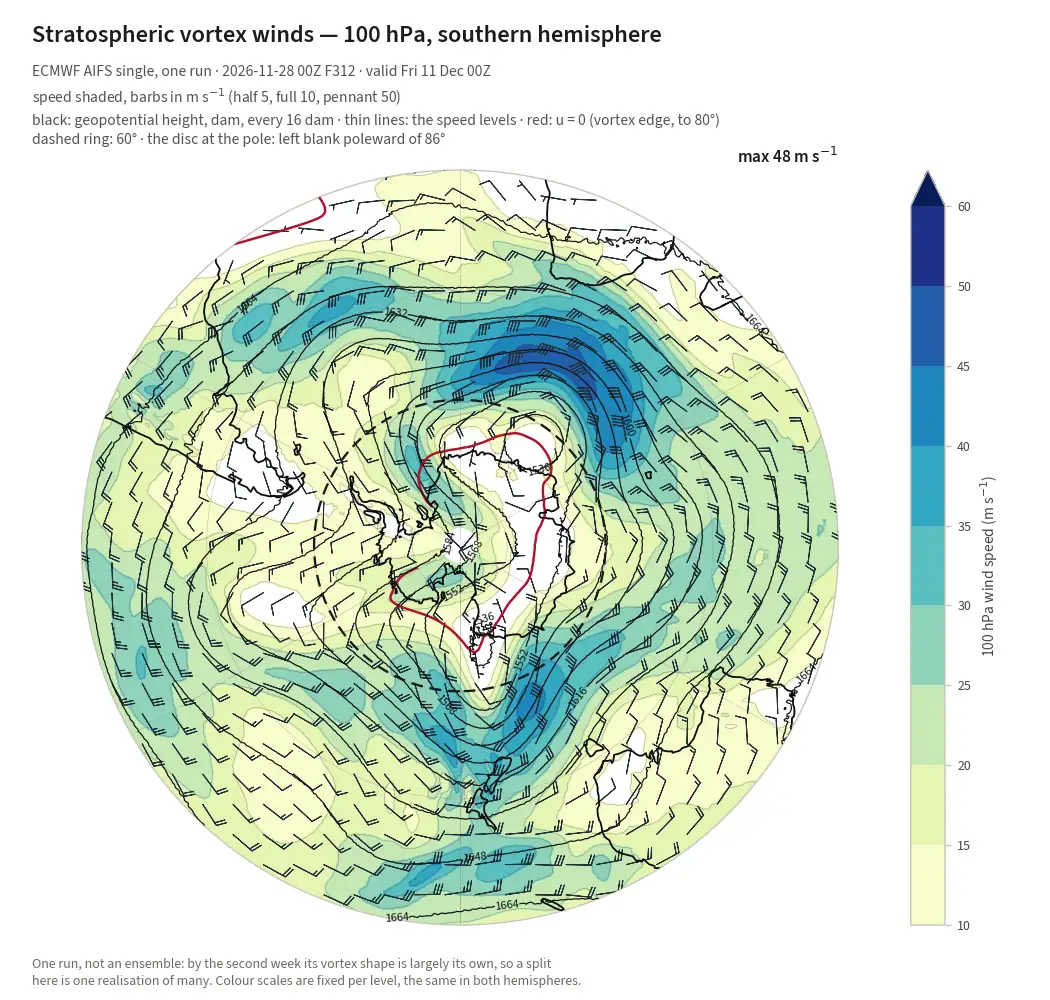 Stratospheric vortex winds — 100 hPa, southern hemisphere
ECMWF AIFS single, one run · 2026-11-28 00Z F312 · valid Fri 11 Dec 00Z
speed shaded, barbs in m s−1 (half 5, full 10, pennant 50)
black: geopotential height, dam, every 16 dam · thin lines: the speed levels · red: u = 0 (vortex edge, to 80°)
dashed ring: 60° · the disc at the pole: left blank poleward of 86°
max 48 m s−1
60
50
45
40
35
30
25
20
15
10
100 hPa wind speed (m s−1)
1664
1632
1600
1568
1552
1552
1616
1664
1648
1664
1664
One run, not an ensemble: by the second week its vortex shape is largely its own, so a split
here is one realisation of many. Colour scales are fixed per level, the same in both hemispheres.